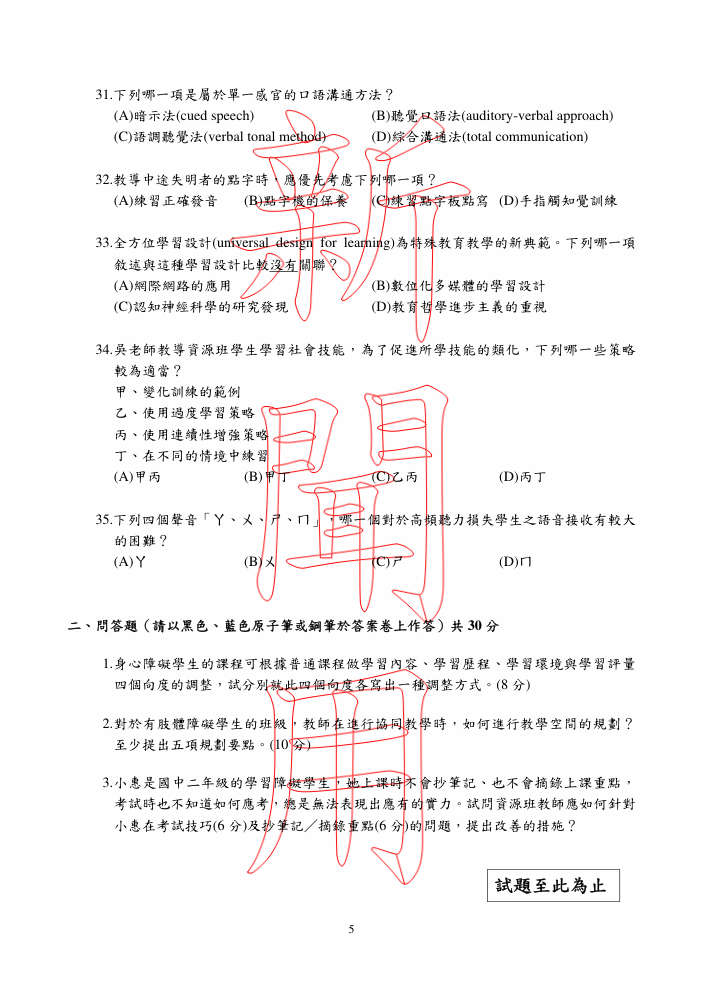 31.下列哪一項是屬於單一感官的口語溝通方法？
(A)暗示法(cued speech) (B)聽覺口語法(auditory-verbal approach)
(C)語調聽覺法(verbal tonal method) (D)綜合溝通法(total communication)
32.教導中途失明者的點字時，應優先考慮下列哪一項？
(A)練習正確發音 (B)點字機的保養 (C)練習點字板點寫 (D)手指觸知覺訓練
33.全方位學習設計(universal design for learning)為特殊教育教學的新典範。下列哪一項
敘述與這種學習設計比較沒有關聯？
(A)網際網路的應用 (B)數位化多媒體的學習設計
(C)認知神經科學的研究發現 (D)教育哲學進步主義的重視
34.吳老師教導資源班學生學習社會技能，為了促進所學技能的類化，下列哪一些策略
較為適當？
甲、變化訓練的範例
乙、使用過度學習策略
丙、使用連續性增強策略
丁、在不同的情境中練習
(A)甲丙 (B)甲丁 (C)乙丙 (D)丙丁
35.下列四個聲音「ㄚ、ㄨ、ㄕ、ㄇ」，哪一個對於高頻聽力損失學生之語音接收有較大
的困難？
(A)ㄚ (B)ㄨ (C)ㄕ (D)ㄇ
二、問答題（請以黑色、藍色原子筆或鋼筆於答案卷上作答）共 30 分
1.身心障礙學生的課程可根據普通課程做學習內容、學習歷程、學習環境與學習評量
四個向度的調整，試分別就此四個向度各寫出一種調整方式。(8 分)
2.對於有肢體障礙學生的班級，教師在進行協同教學時，如何進行教學空間的規劃？
至少提出五項規劃要點。(10 分)
3.小惠是國中二年級的學習障礙學生，她上課時不會抄筆記、也不會摘錄上課重點，
考試時也不知道如何應考，總是無法表現出應有的實力。試問資源班教師應如何針對
小惠在考試技巧(6 分)及抄筆記／摘錄重點(6 分)的問題，提出改善的措施？
試題至此為止
5
新聞用